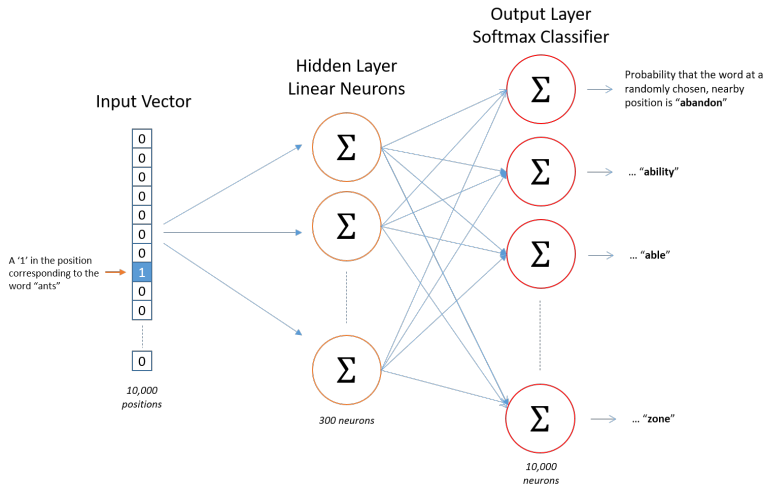 Output Layer
Softmax Classifier
Hidden Layer
Linear Neurons
Input Vector
0
0
0
0
0
0
0
1
0
0
0
A ‘1’ in the position
corresponding to the
word “ants”
10,000
positions
Σ
Σ
Σ
300 neurons
Σ
Σ
Σ
Σ
10,000
neurons
Probability that the word at a
randomly chosen, nearby
position is “abandon”
… “ability”
… “able”
… “zone”